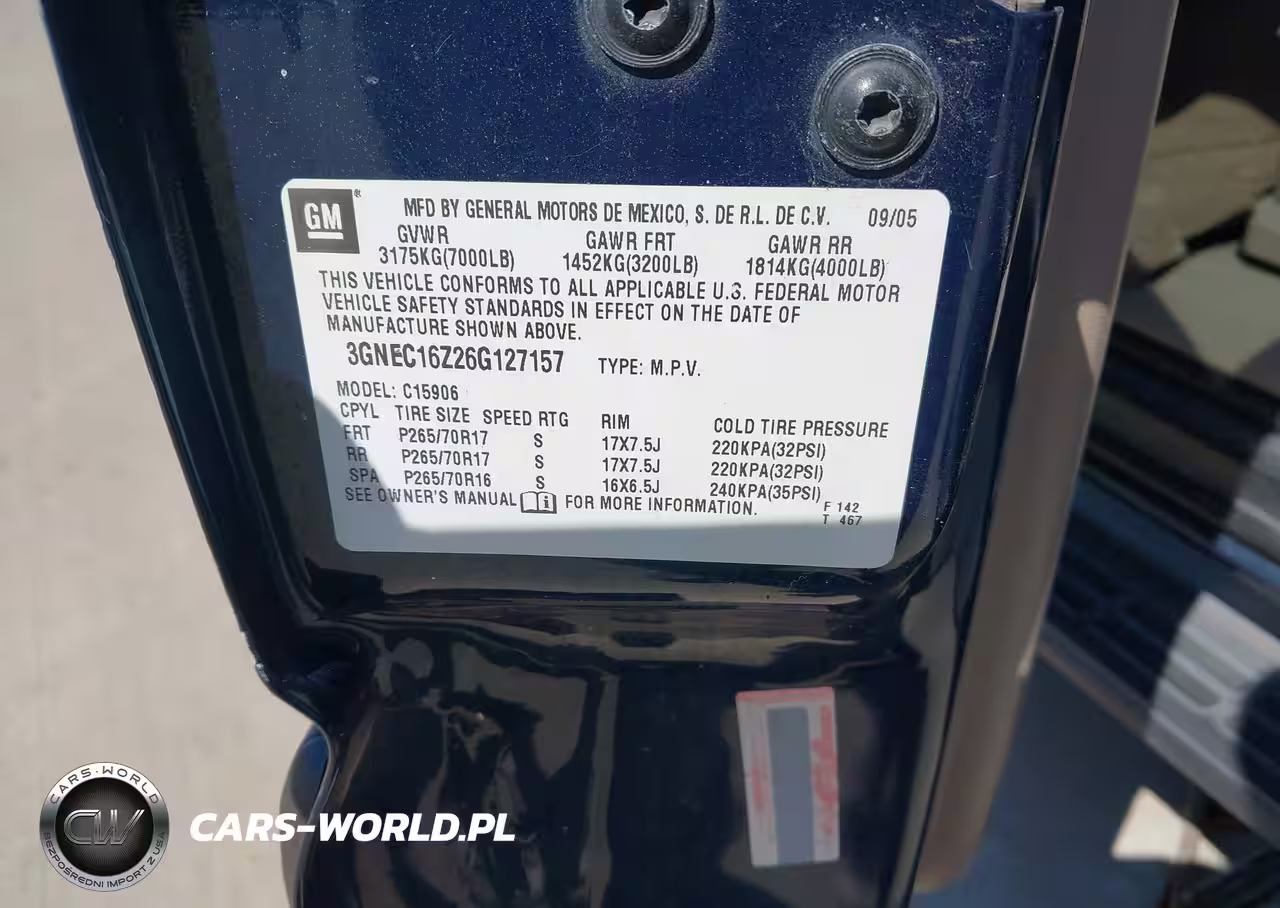 GM ®
MFD BY GENERAL MOTORS DE MEXICO, S. DE R.L. DE C.V. 09/05
GVWR GAWR FRT GAWR RR
3175KG(7000LB) 1452KG(3200LB) 1814KG(4000LB)
THIS VEHICLE CONFORMS TO ALL APPLICABLE U.S. FEDERAL MOTOR
VEHICLE SAFETY STANDARDS IN EFFECT ON THE DATE OF
MANUFACTURE SHOWN ABOVE.
3GNEC16Z26G127157 TYPE: M.P.V.
MODEL: C15906
CPYL TIRE SIZE SPEED RTG RIM COLD TIRE PRESSURE
FRT P265/70R17 S 17X7.5J 220KPA(32PSI)
RR P265/70R17 S 17X7.5J 220KPA(32PSI)
SPA P265/70R16 S 16X6.5J 240KPA(35PSI)
SEE OWNER'S MANUAL FOR MORE INFORMATION. F 142
T 467
CARS-WORLD
CW
BEZPOŚREDNI IMPORT Z USA
CARS-WORLD.PL